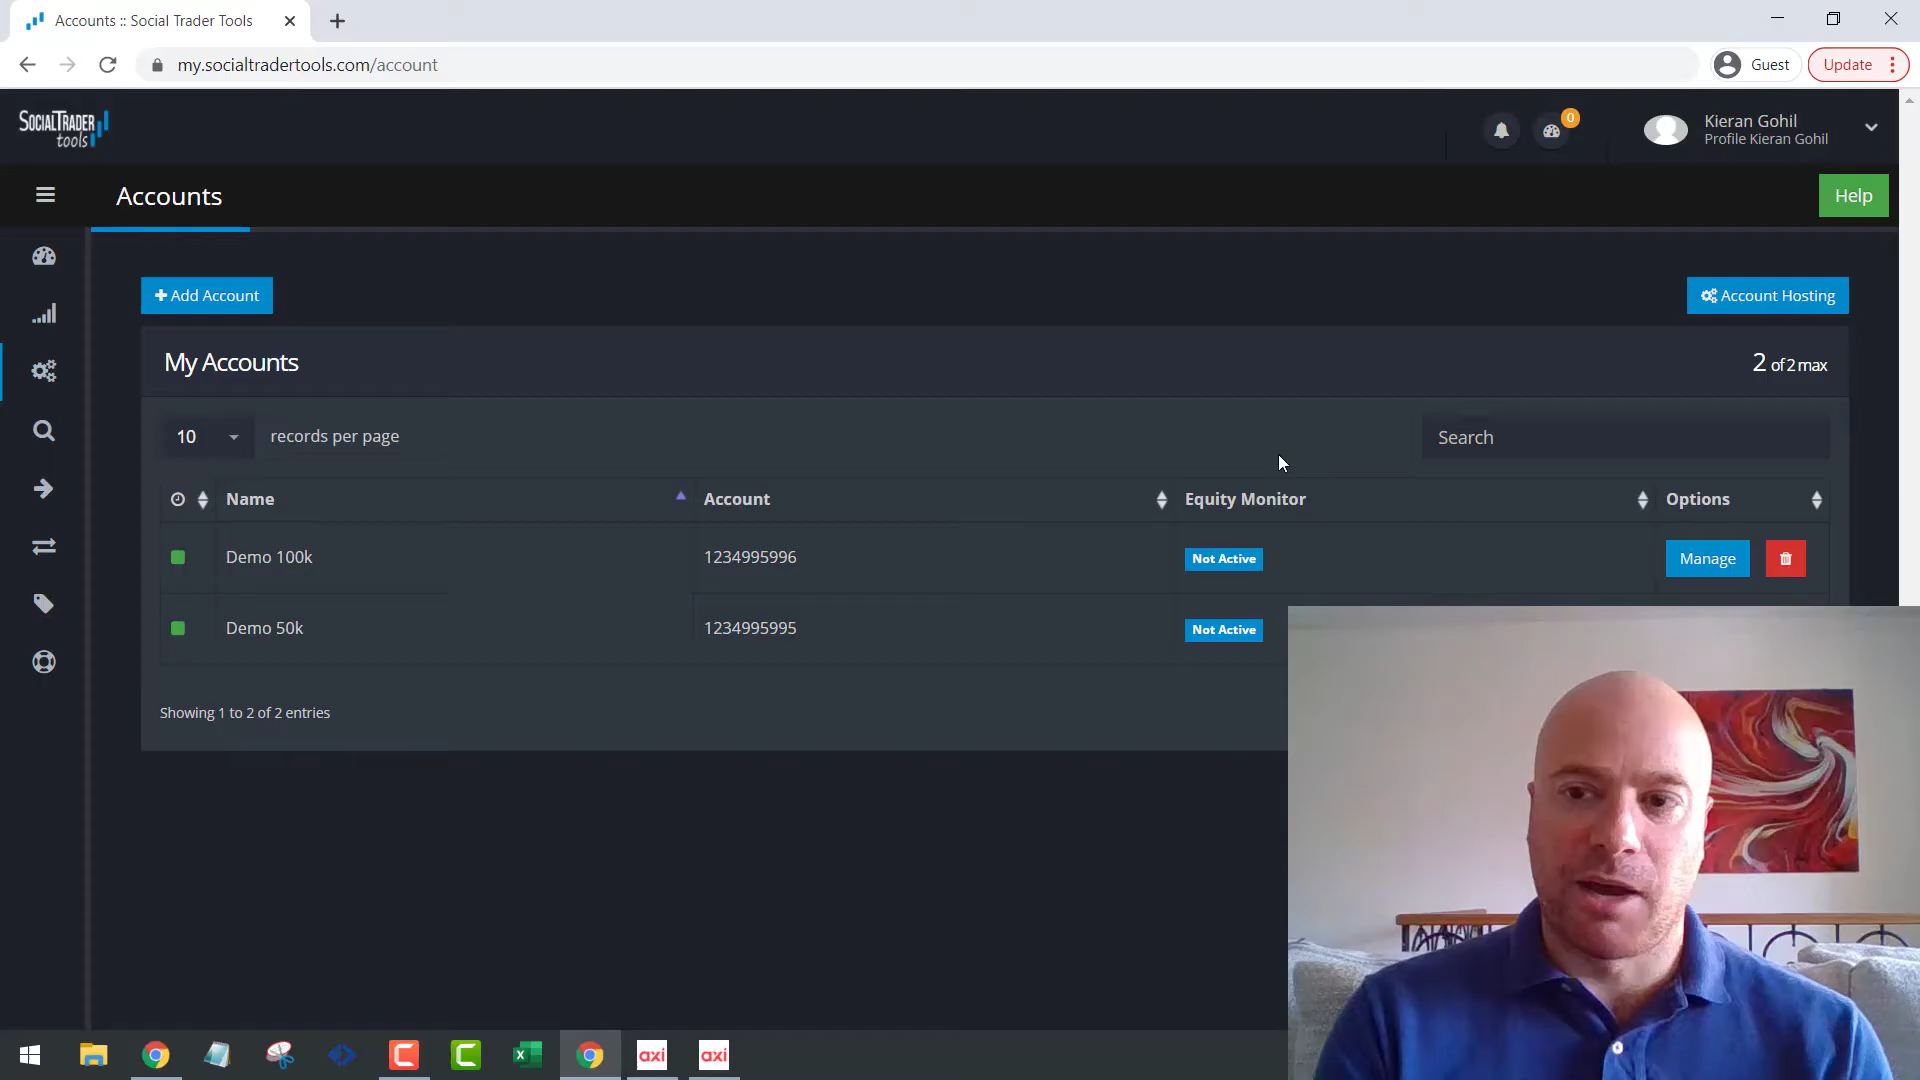 Accounts :: Social Trader Tools
my.socialtradertools.com/account
Guest
Update
SOCIALTRADER
tools
0
Kieran Gohil
Profile Kieran Gohil
Accounts
Help
Add Account
Account Hosting
My Accounts
2 of 2 max
10 records per page
Search
Name Account Equity Monitor Options
Demo 100k 1234995996 Not Active Manage
Demo 50k 1234995995 Not Active
Showing 1 to 2 of 2 entries
axi axi